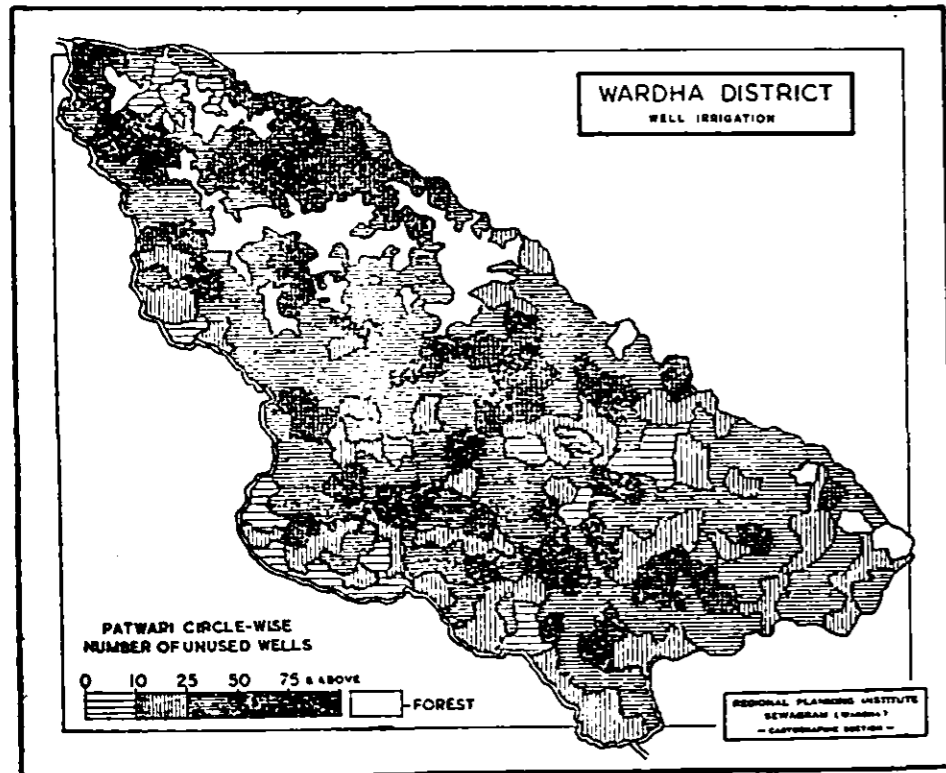 WARDHA DISTRICT
WELL IRRIGATION
PATWARI CIRCLE-WISE
NUMBER OF UNUSED WELLS
0 10 25 50 75 & ABOVE
FOREST
REGIONAL PLANNING INSTITUTE
SEWAGRAM (WARDHA)
— CARTOGRAPHIC SECTION —